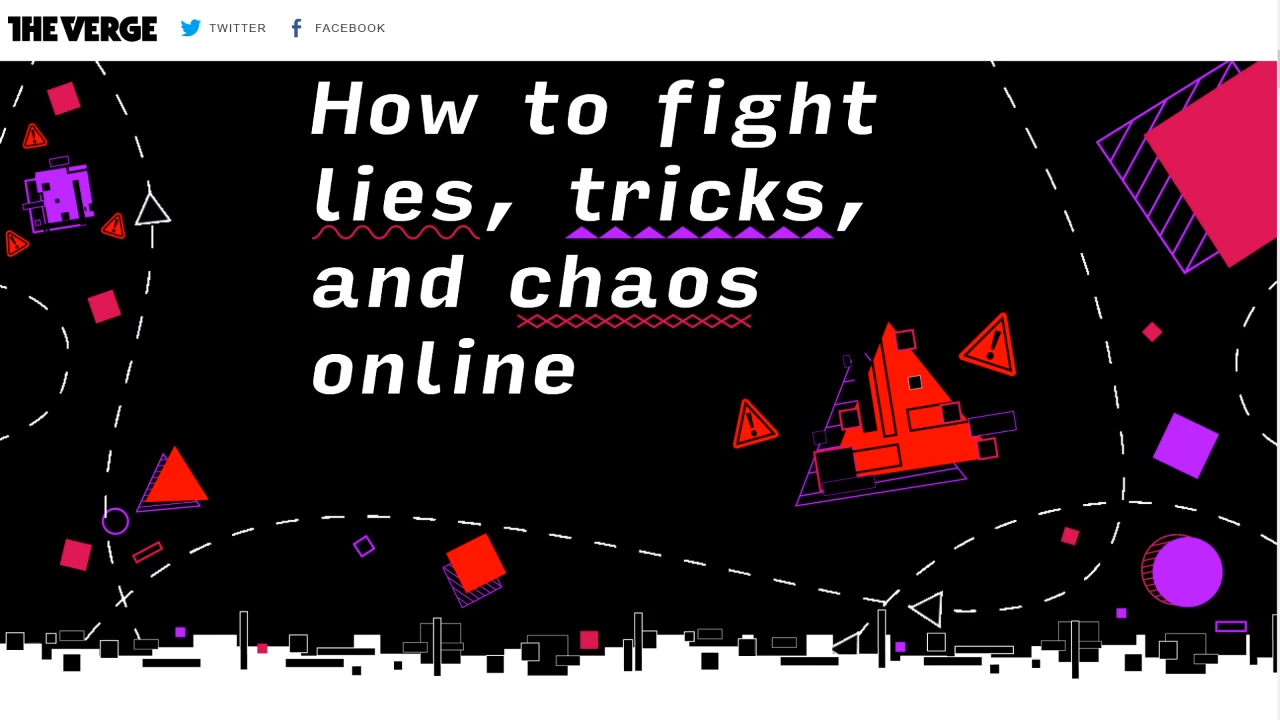 THE VERGE TWITTER FACEBOOK
How to fight
lies, tricks,
and chaos
online